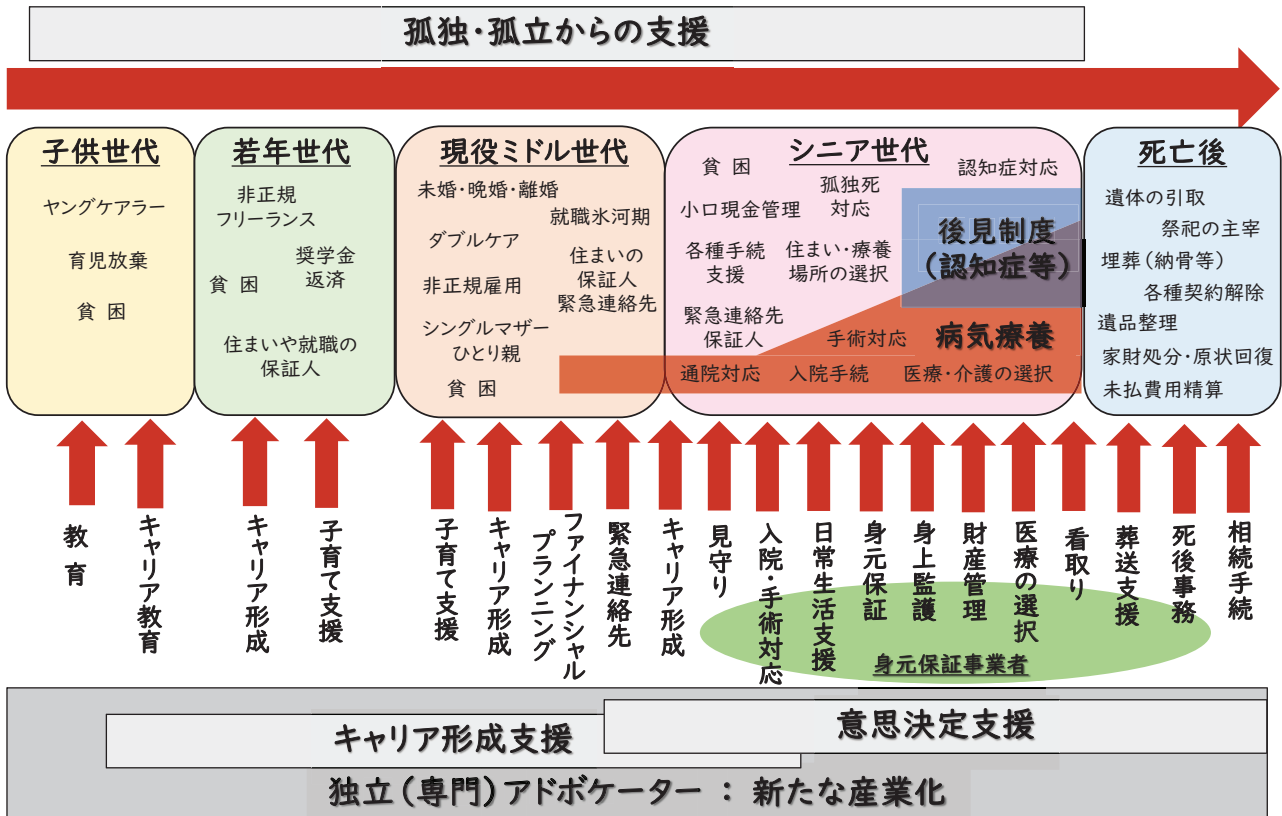 孤独・孤立からの支援
子供世代
ヤングケアラー
育児放棄
貧 困
若年世代
非正規
フリーランス
奨学金
返済
貧 困
住まいや就職の
保証人
現役ミドル世代
未婚・晩婚・離婚
就職氷河期
ダブルケア
住まいの
保証人
緊急連絡先
非正規雇用
シングルマザー
ひとり親
貧 困
シニア世代
貧 困
認知症対応
孤独死
対応
小口現金管理
後見制度
(認知症等)
各種手続
支援
住まい・療養
場所の選択
緊急連絡先
保証人
手術対応
病気療養
通院対応
入院手続
医療・介護の選択
死亡後
遺体の引取
祭祀の主宰
埋葬(納骨等)
各種契約解除
遺品整理
家財処分・原状回復
未払費用精算
教育
キャリア教育
キャリア形成
子育て支援
子育て支援
キャリア形成
ファイナンシャル
プランニング
緊急連絡先
キャリア形成
見守り
入院・手術対応
日常生活支援
身元保証
身上監護
財産管理
医療の選択
看取り
葬送支援
死後事務
相続手続
身元保証事業者
キャリア形成支援
意思決定支援
独立(専門)アドボケーター : 新たな産業化